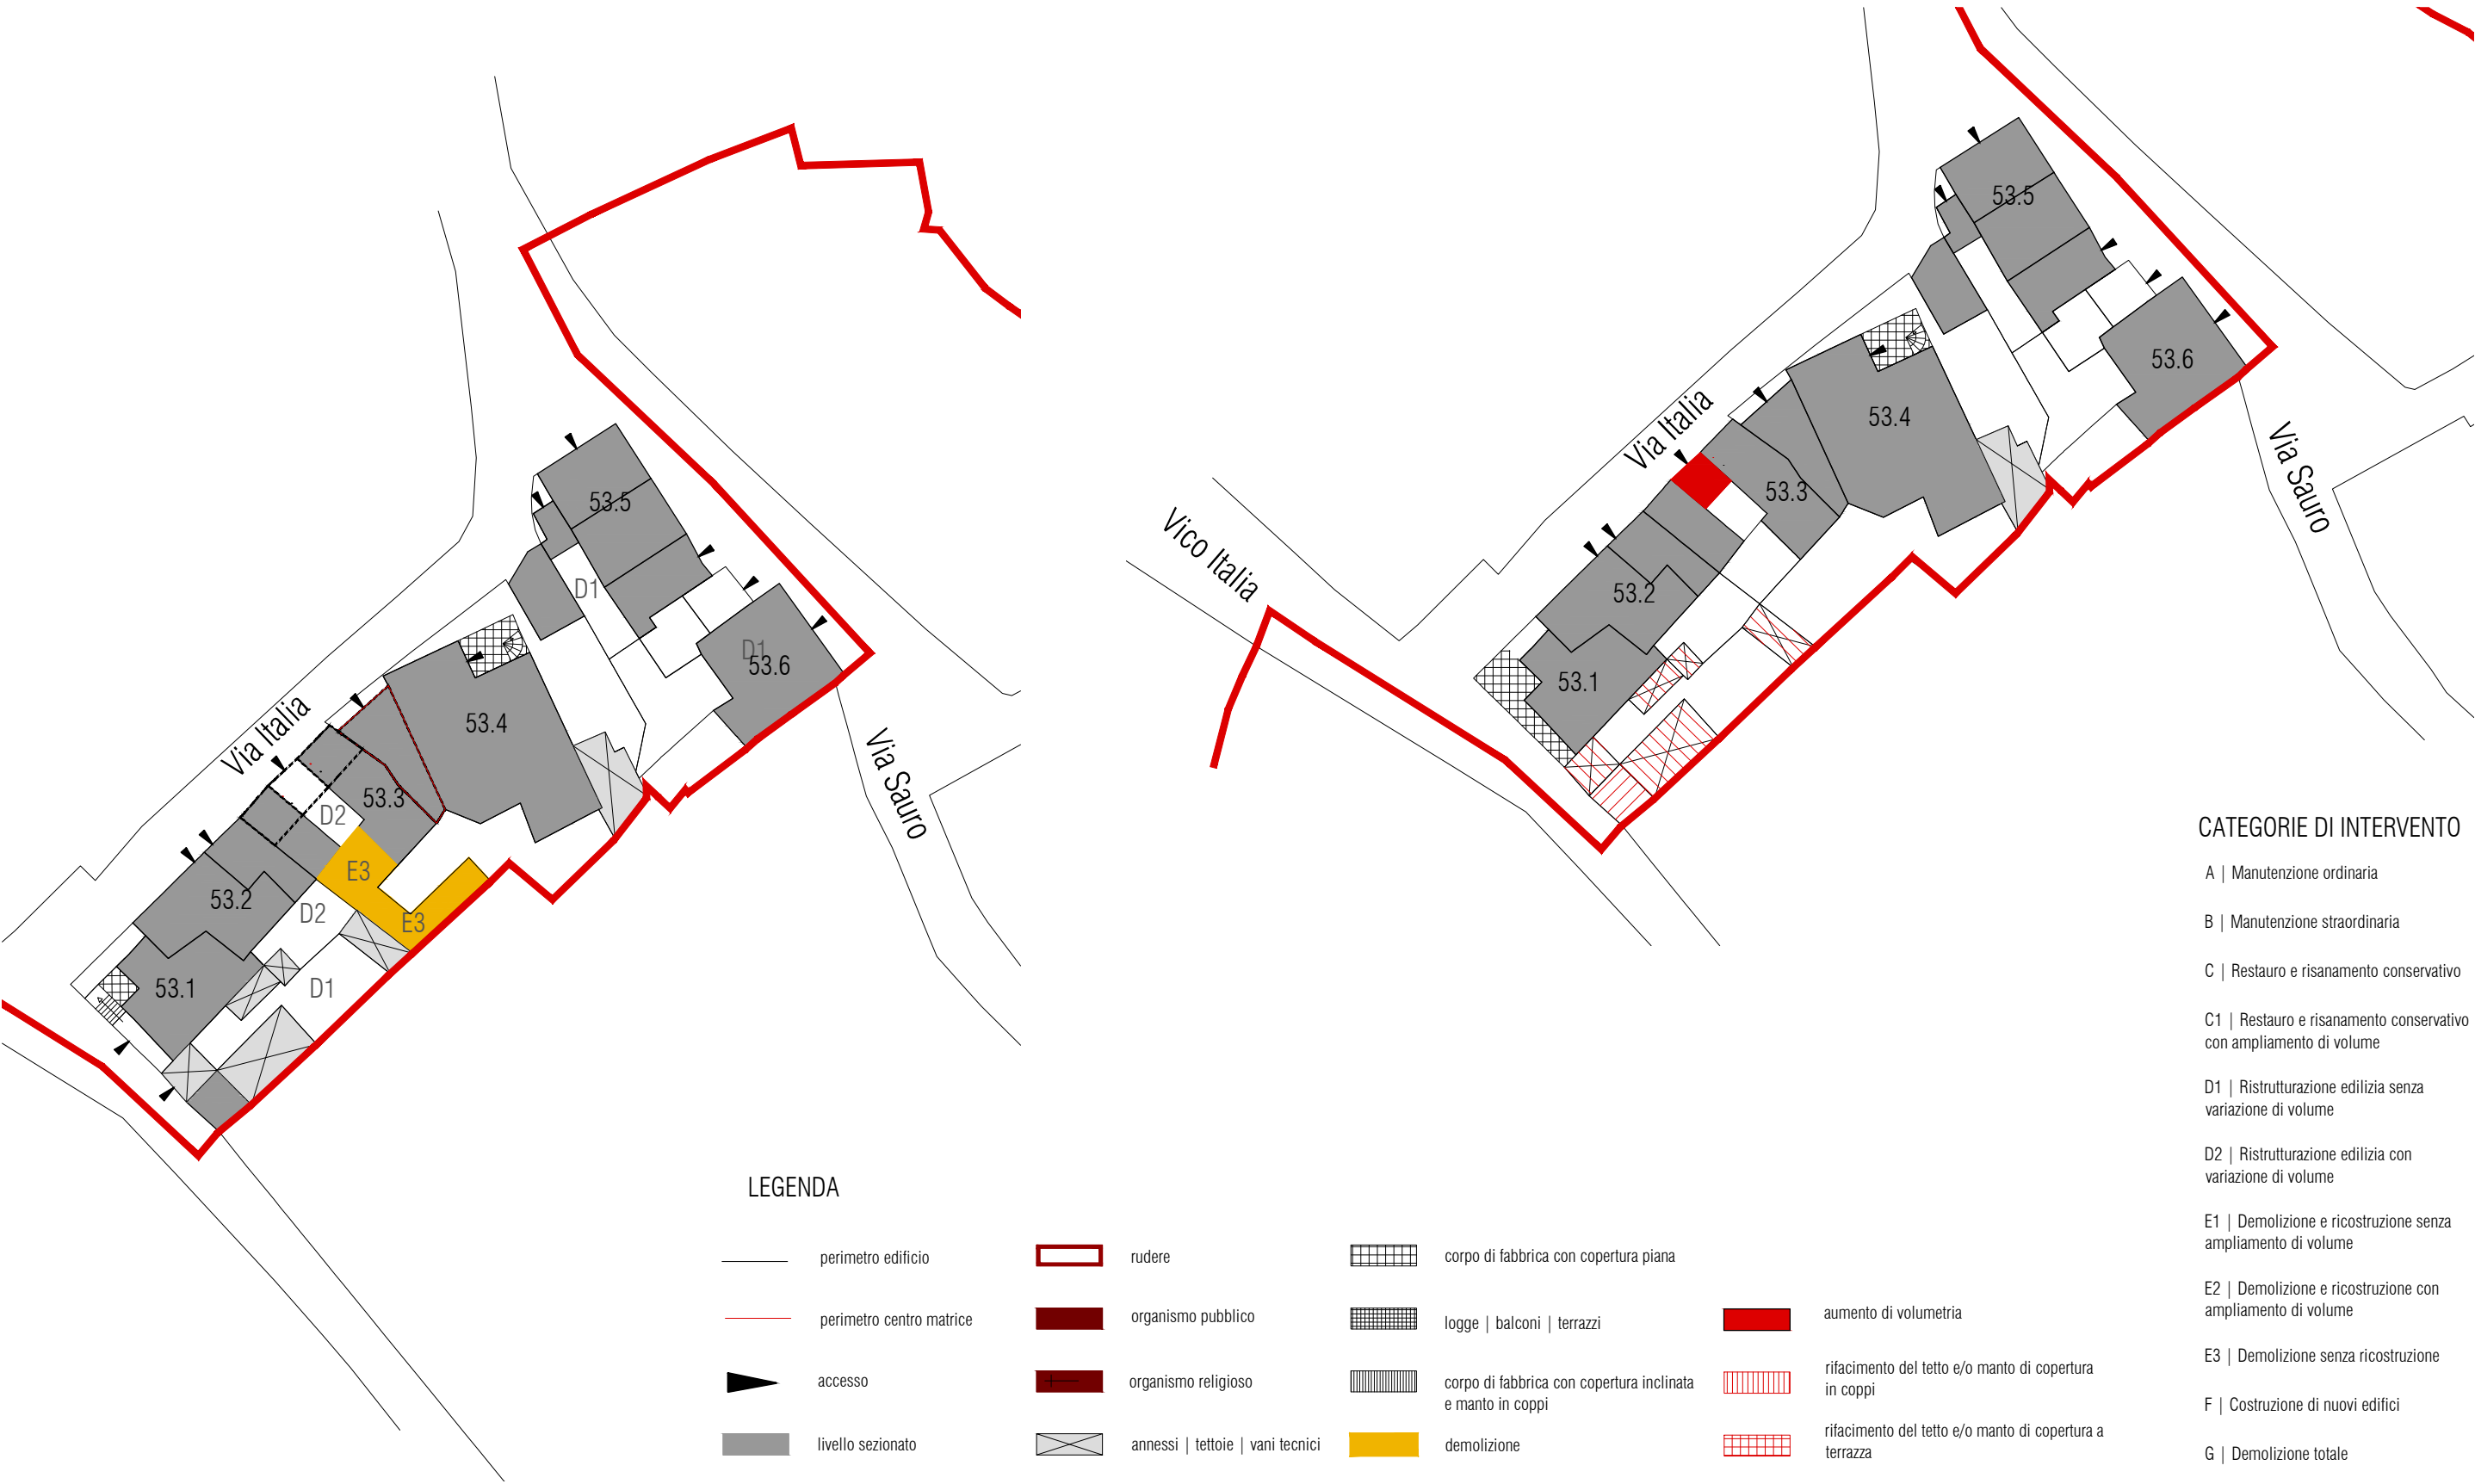 53.5
D1
D1
53.6
53.4
Via Italia
53.3
D2
E3
53.2
D2
E3
53.1
D1
Via Sauro
53.5
53.6
53.4
Via Italia
53.3
Vico Italia
53.2
53.1
Via Sauro
CATEGORIE DI INTERVENTO
A | Manutenzione ordinaria
B | Manutenzione straordinaria
C | Restauro e risanamento conservativo
C1 | Restauro e risanamento conservativo
con ampliamento di volume
D1 | Ristrutturazione edilizia senza
variazione di volume
D2 | Ristrutturazione edilizia con
variazione di volume
E1 | Demolizione e ricostruzione senza
ampliamento di volume
E2 | Demolizione e ricostruzione con
ampliamento di volume
E3 | Demolizione senza ricostruzione
F | Costruzione di nuovi edifici
G | Demolizione totale
LEGENDA
perimetro edificio
perimetro centro matrice
accesso
livello sezionato
rudere
organismo pubblico
organismo religioso
annessi | tettoie | vani tecnici
corpo di fabbrica con copertura piana
logge | balconi | terrazzi
corpo di fabbrica con copertura inclinata
e manto in coppi
demolizione
aumento di volumetria
rifacimento del tetto e/o manto di copertura
in coppi
rifacimento del tetto e/o manto di copertura a
terrazza